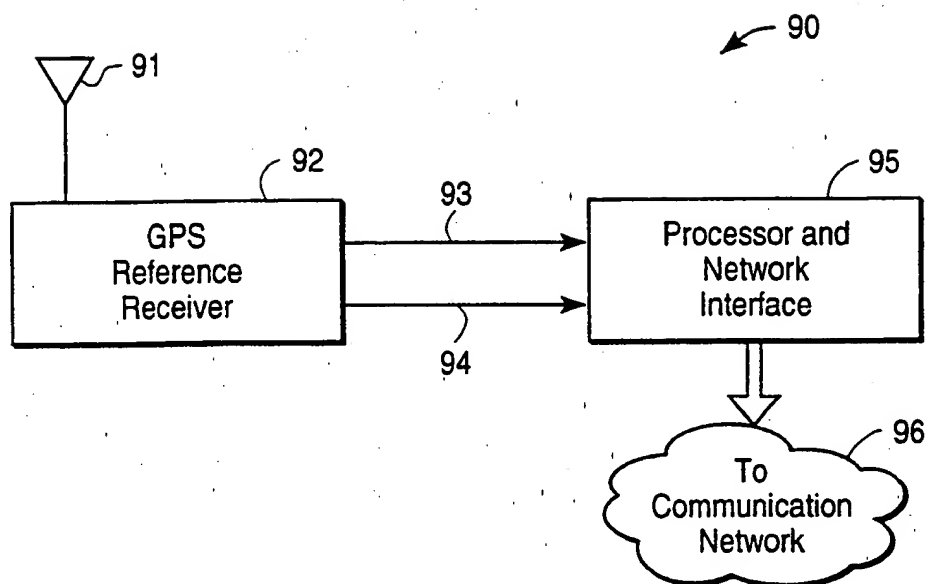 90
91
92
93
95
GPS
Reference
Receiver
Processor and
Network
Interface
94
96
To
Communication
Network